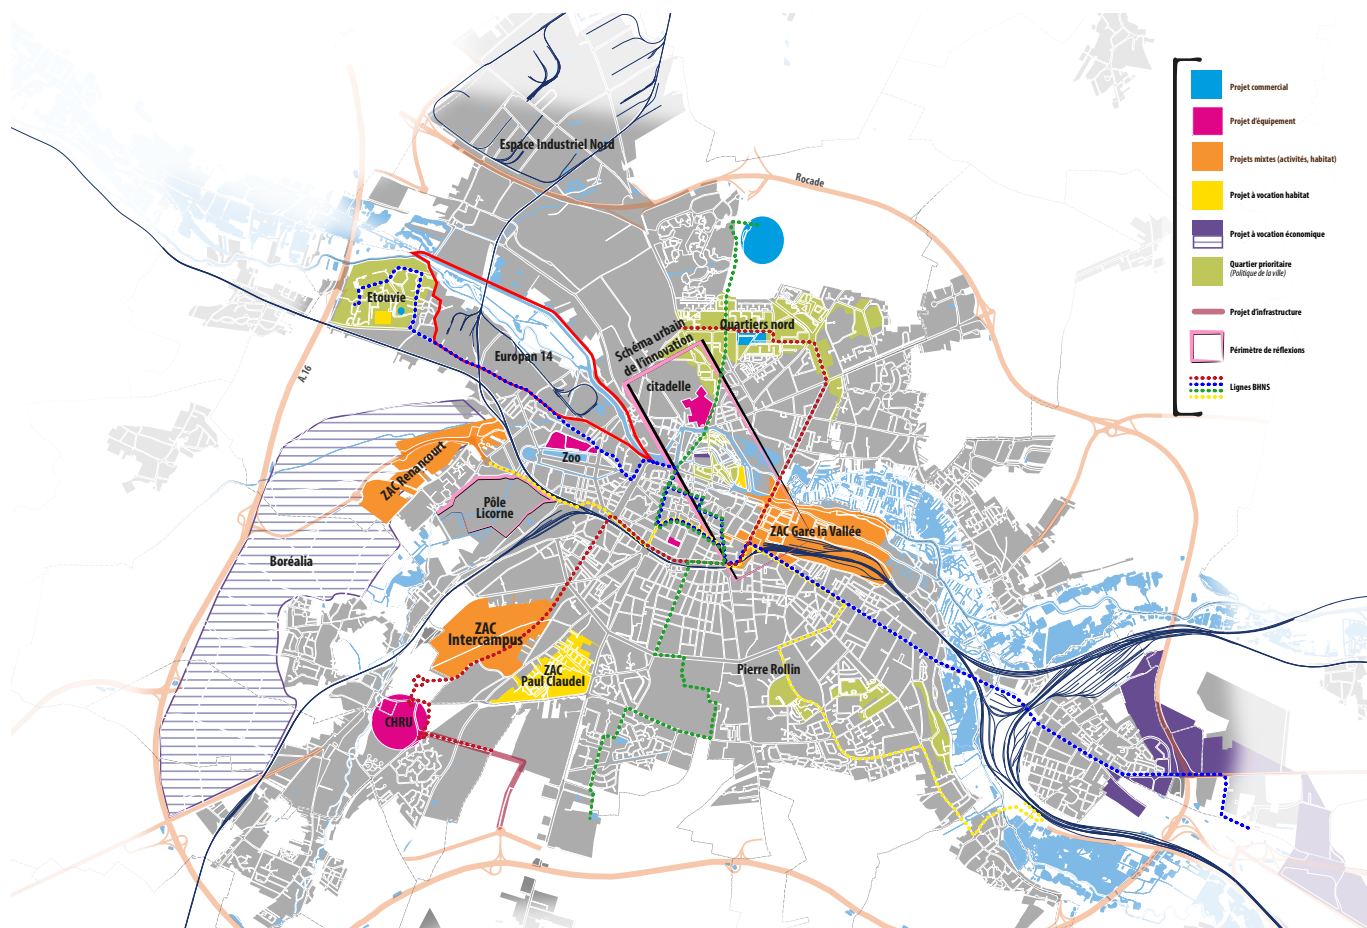 Projet commercial
Projet d'équipement
Projets mixtes (activités, habitat)
Projet à vocation habitat
Projet à vocation économique
Quartier prioritaire
(Politique de la ville)
Projet d'infrastructure
Périmètre de réflexions
Lignes BHNS
Espace Industriel Nord
Rocade
Etouvie
Quartiers nord
Schéma urbain
de l'innovation
Europan 14
A.16
citadelle
ZAC Renancourt
Zoo
Pôle
Licorne
ZAC Gare la Vallée
Boréalia
ZAC
Intercampus
ZAC
Paul Claudel
Pierre Rollin
CHRU